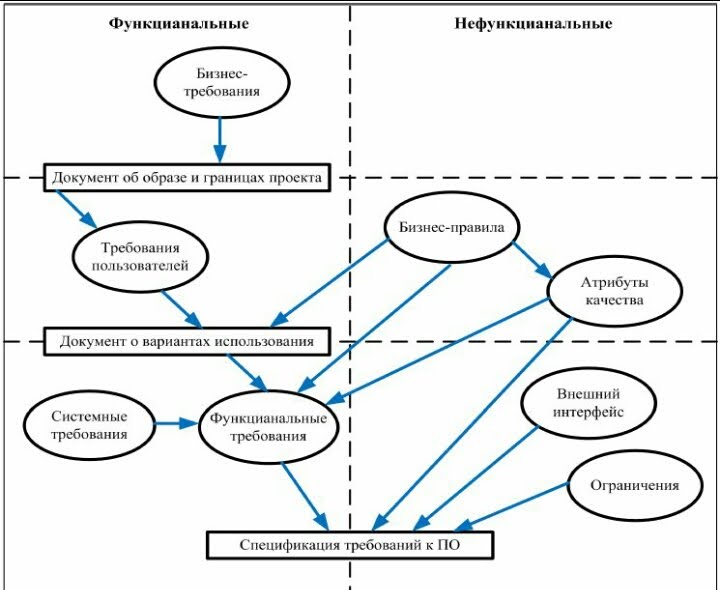 Функцианальные
Нефункцианальные
Бизнес-
требования
Документ об образе и границах проекта
Требования
пользователей
Бизнес-правила
Атрибуты
качества
Документ о вариантах использования
Системные
требования
Функцианальные
требования
Внешний
интерфейс
Ограничения
Спецификация требований к ПО